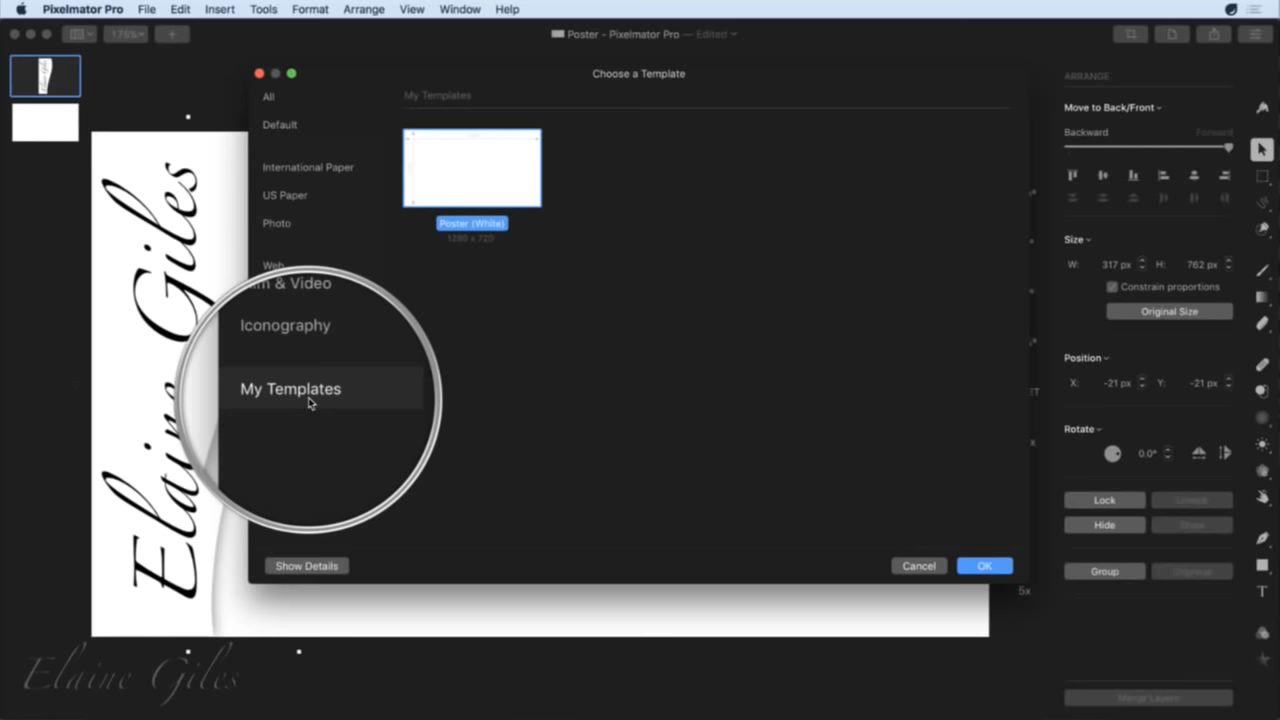 Pixelmator Pro File Edit Insert Tools Format Arrange View Window Help
175%
Poster - Pixelmator Pro — Edited
Choose a Template
ARRANGE
All
My Templates
Move to Back/Front
Default
Backward Forward
International Paper
US Paper
Photo
Poster (White)
1280 x 720
Size
Web
W: 317 px H: 762 px
& Video
Constrain proportions
Original Size
Iconography
Position
X: -21 px Y: -21 px
My Templates
Rotate
0.0°
Lock
Hide
Show Details
Cancel
OK
Group
5x
Merge Layers
Elaine Giles
Elaine Giles